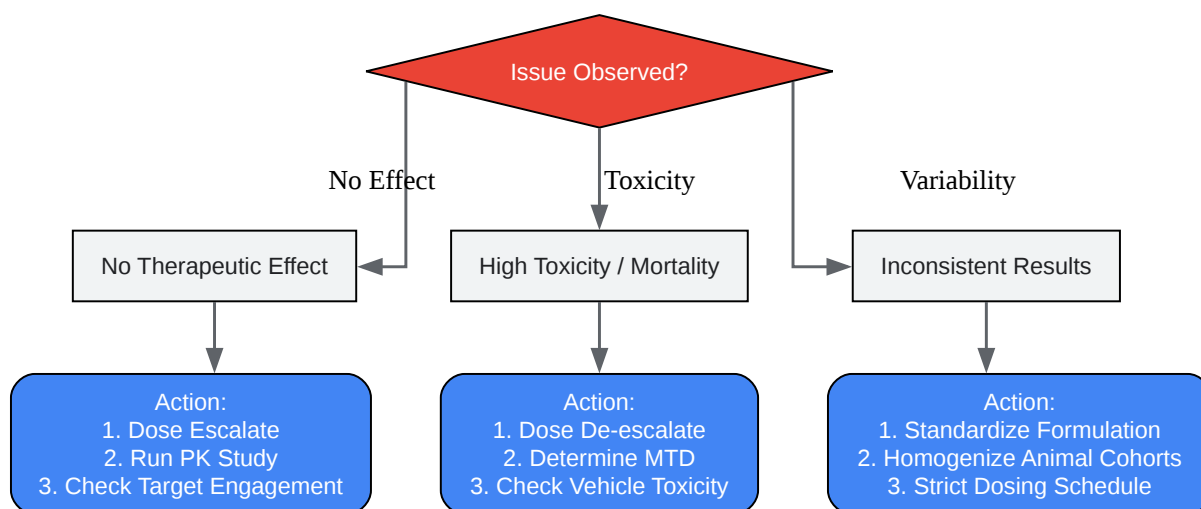 Issue Observed?
No Effect
Toxicity
Variability
No Therapeutic Effect
High Toxicity / Mortality
Inconsistent Results
Action:
1. Dose Escalate
2. Run PK Study
3. Check Target Engagement
Action:
1. Dose De-escalate
2. Determine MTD
3. Check Vehicle Toxicity
Action:
1. Standardize Formulation
2. Homogenize Animal Cohorts
3. Strict Dosing Schedule